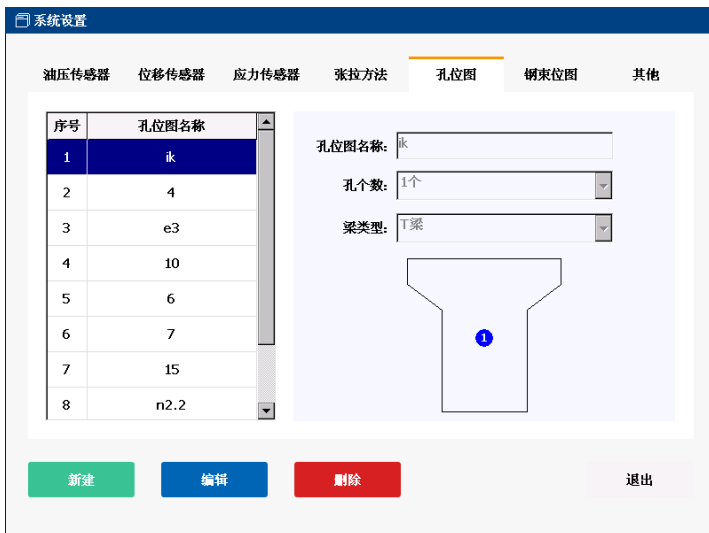 系统设置
油压传感器 位移传感器 应力传感器 张拉方法 孔位图 钢束位图 其他
序号 孔位图名称
1 ik
2 4
3 e3
4 10
5 6
6 7
7 15
8 n2.2
孔位图名称: ik
孔个数: 1个
梁类型: T梁
1
新建 编辑 删除 退出